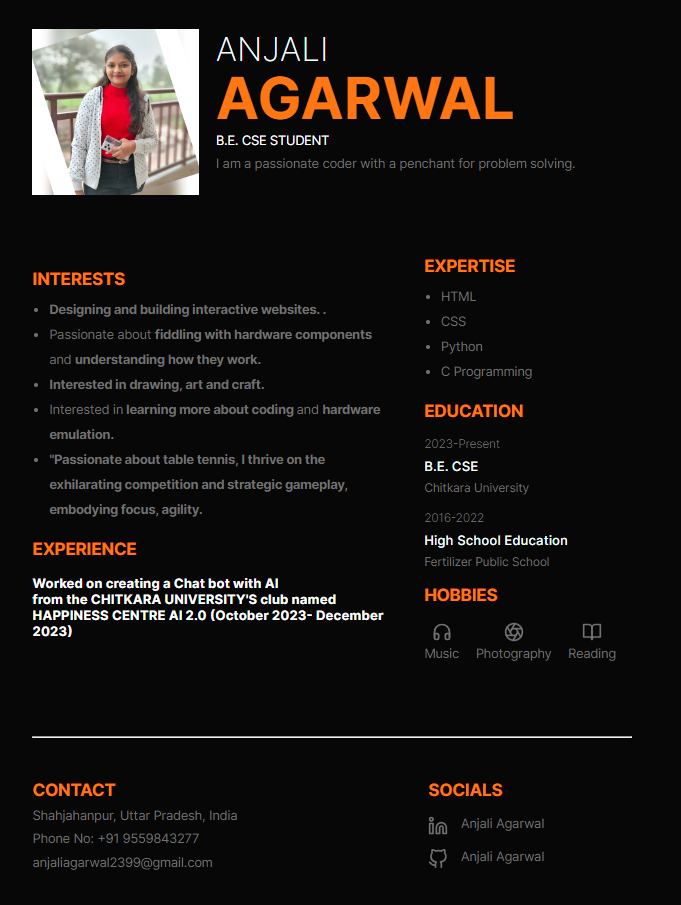 ANJALI
AGARWAL
B.E. CSE STUDENT
I am a passionate coder with a penchant for problem solving.
INTERESTS
Designing and building interactive websites. .
Passionate about fiddling with hardware components
and understanding how they work.
Interested in drawing, art and craft.
Interested in learning more about coding and hardware
emulation.
"Passionate about table tennis, I thrive on the
exhilarating competition and strategic gameplay,
embodying focus, agility.
EXPERIENCE
Worked on creating a Chat bot with AI
from the CHITKARA UNIVERSITY'S club named
HAPPINESS CENTRE AI 2.0 (October 2023- December
2023)
EXPERTISE
HTML
CSS
Python
C Programming
EDUCATION
2023-Present
B.E. CSE
Chitkara University
2016-2022
High School Education
Fertilizer Public School
HOBBIES
Music Photography Reading
CONTACT
Shahjahanpur, Uttar Pradesh, India
Phone No: +91 9559843277
anjaliagarwal2399@gmail.com
SOCIALS
Anjali Agarwal
Anjali Agarwal